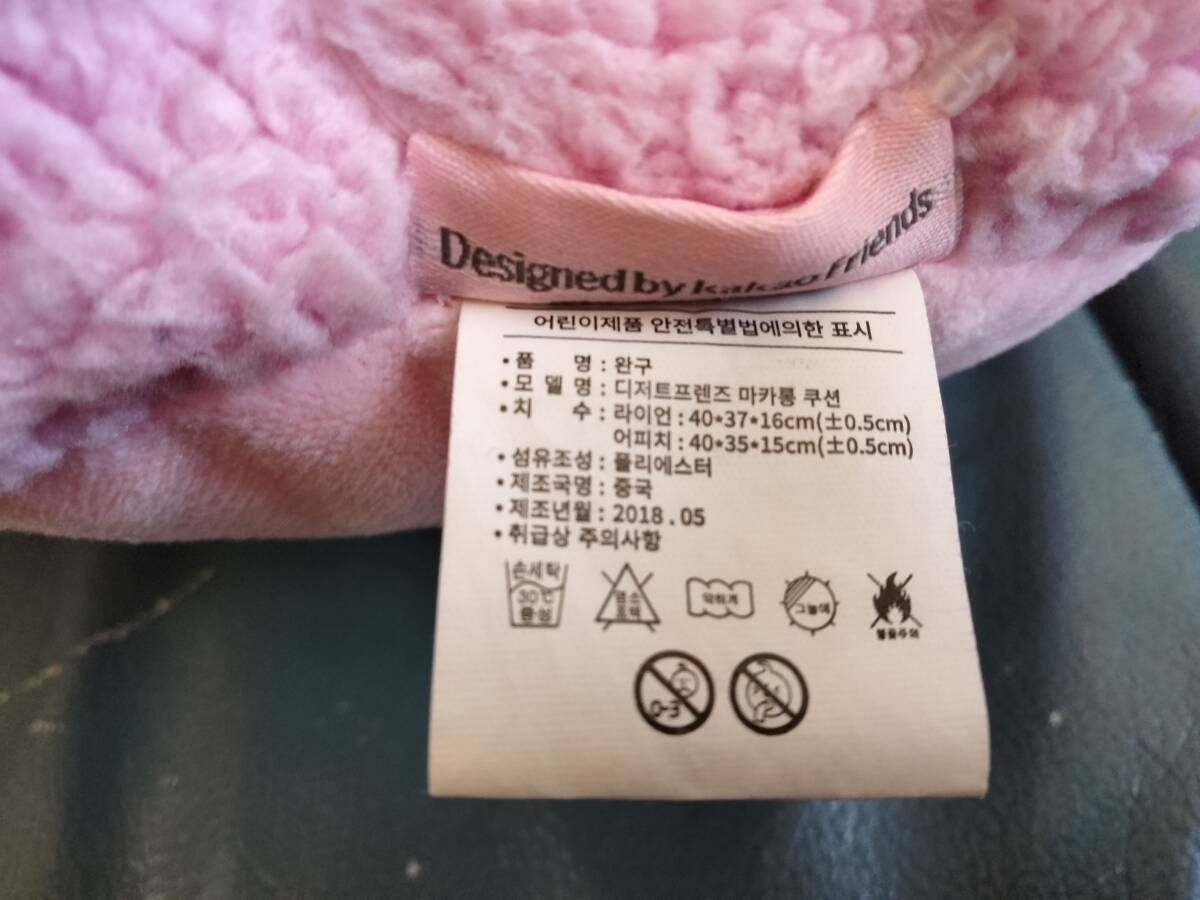 Designed by kakao friends
어린이제품 안전특별법에의한 표시
• 품 명 : 완구
• 모 델 명 : 디저트프렌즈 마카롱 쿠션
• 치 수 : 라이언 : 40*37*16cm(±0.5cm)
어피치 : 40*35*15cm(±0.5cm)
• 섬유조성 : 폴리에스터
• 제조국명 : 중국
• 제조년월 : 2018 . 05
• 취급상 주의사항
손세탁 30℃ 중성
염소 표백
약하게
그늘에
불꽃주의
0-3